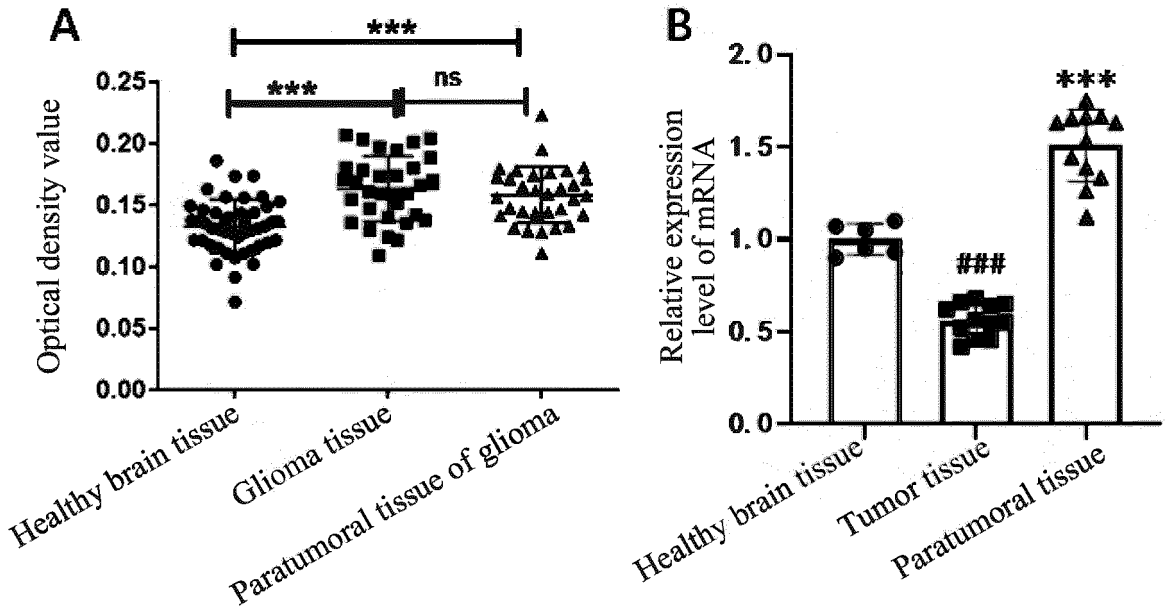 A
***
***
ns
0.25
0.20
0.15
0.10
0.05
0.00
Optical density value
Healthy brain tissue
Glioma tissue
Paratumoral tissue of glioma
B
2.0
1.5
1.0
0.5
0.0
Relative expression
level of mRNA
***
###
Healthy brain tissue
Tumor tissue
Paratumoral tissue